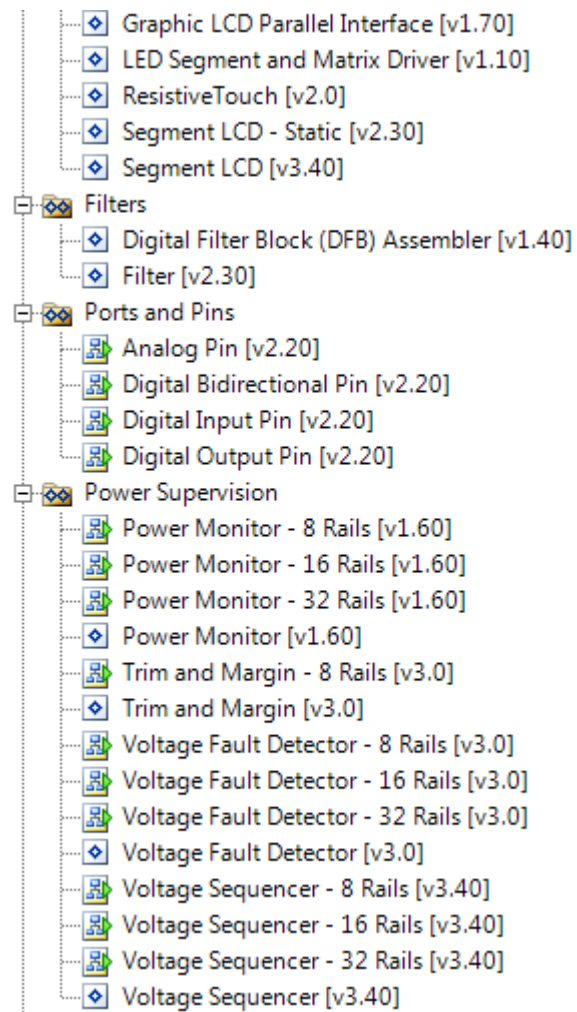 Graphic LCD Parallel Interface [v1.70]
LED Segment and Matrix Driver [v1.10]
ResistiveTouch [v2.0]
Segment LCD - Static [v2.30]
Segment LCD [v3.40]
Filters
Digital Filter Block (DFB) Assembler [v1.40]
Filter [v2.30]
Ports and Pins
Analog Pin [v2.20]
Digital Bidirectional Pin [v2.20]
Digital Input Pin [v2.20]
Digital Output Pin [v2.20]
Power Supervision
Power Monitor - 8 Rails [v1.60]
Power Monitor - 16 Rails [v1.60]
Power Monitor - 32 Rails [v1.60]
Power Monitor [v1.60]
Trim and Margin - 8 Rails [v3.0]
Trim and Margin [v3.0]
Voltage Fault Detector - 8 Rails [v3.0]
Voltage Fault Detector - 16 Rails [v3.0]
Voltage Fault Detector - 32 Rails [v3.0]
Voltage Fault Detector [v3.0]
Voltage Sequencer - 8 Rails [v3.40]
Voltage Sequencer - 16 Rails [v3.40]
Voltage Sequencer - 32 Rails [v3.40]
Voltage Sequencer [v3.40]